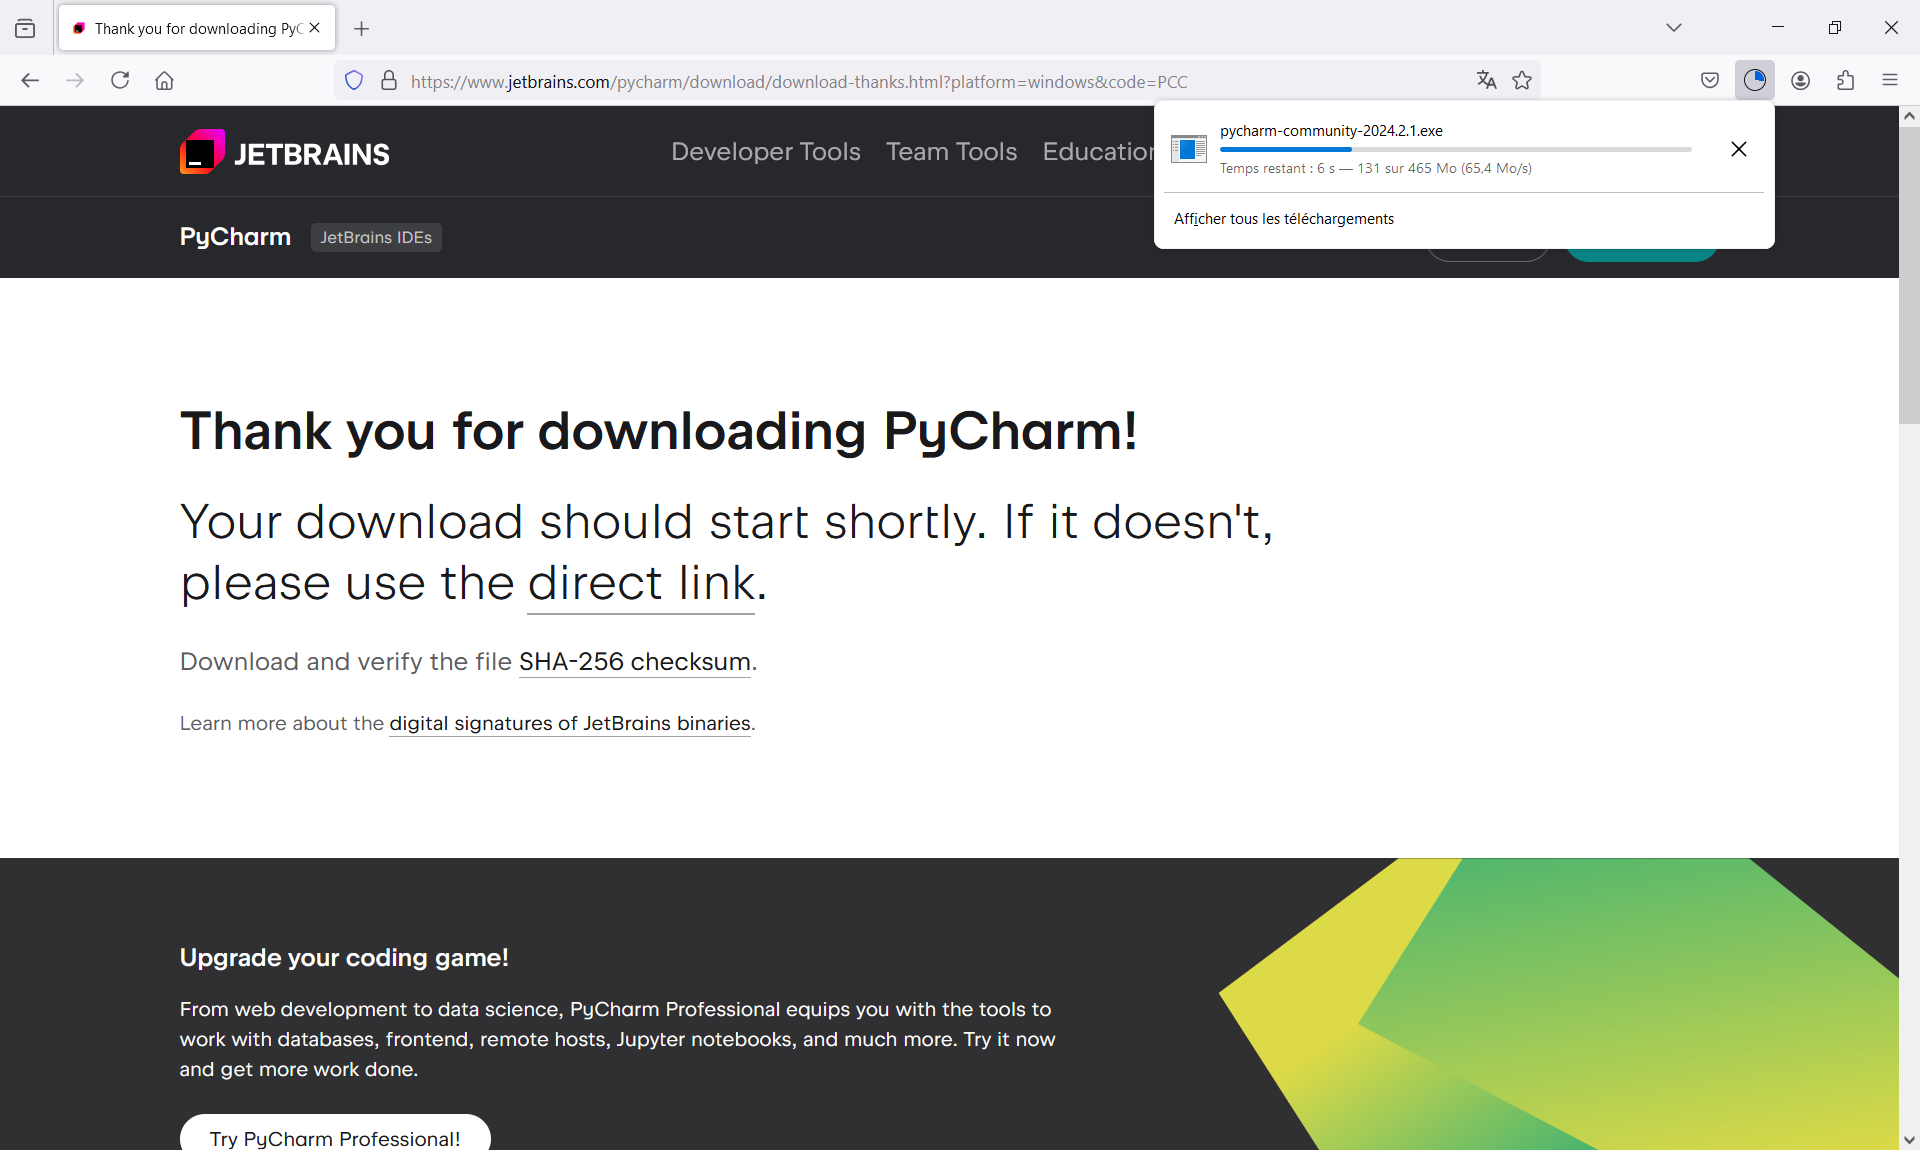 Thank you for downloading PyC
https://www.jetbrains.com/pycharm/download/download-thanks.html?platform=windows&code=PCC
pycharm-community-2024.2.1.exe
Temps restant : 6 s — 131 sur 465 Mo (65,4 Mo/s)
Afficher tous les téléchargements
JETBRAINS
Developer Tools Team Tools Education
PyCharm JetBrains IDEs
Thank you for downloading PyCharm!
Your download should start shortly. If it doesn't,
please use the direct link.
Download and verify the file SHA-256 checksum.
Learn more about the digital signatures of JetBrains binaries.
Upgrade your coding game!
From web development to data science, PyCharm Professional equips you with the tools to
work with databases, frontend, remote hosts, Jupyter notebooks, and much more. Try it now
and get more work done.
Try PyCharm Professional!